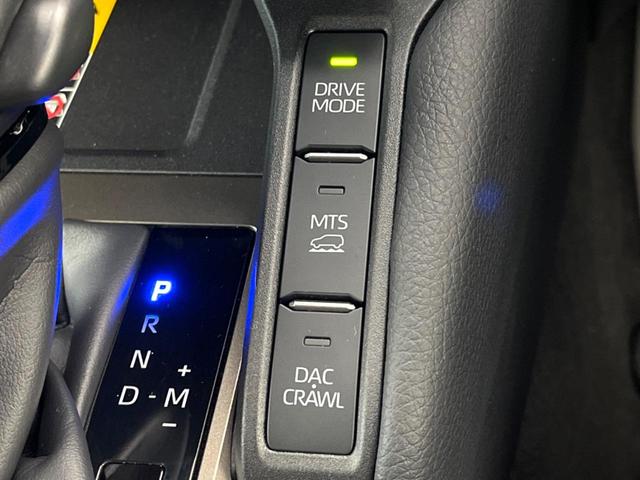 DRIVE
MODE
MTS
DAC
CRAWL
P
R
N
+
D - M
-